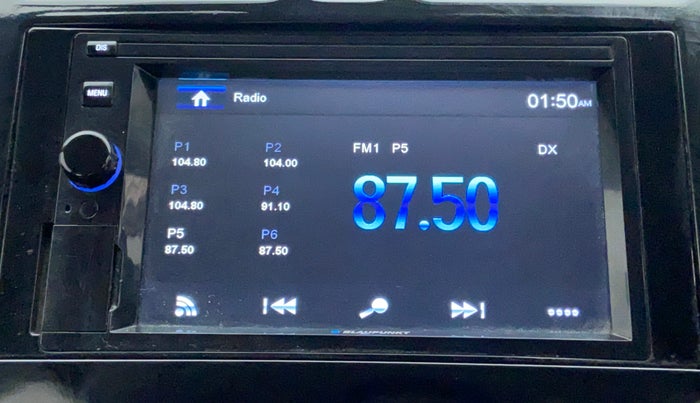 DIS
MENU
Radio
01:50AM
P1
104.80
P2
104.00
FM1 P5
DX
P3
104.80
P4
91.10
87.50
P5
87.50
P6
87.50
BLAUPUNKT